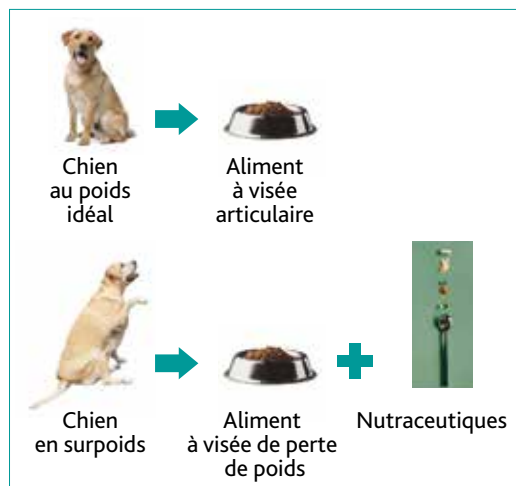 Chien
au poids
idéal
Aliment
à visée
articulaire
Chien
en surpoids
Aliment
à visée de perte
de poids
Nutraceutiques